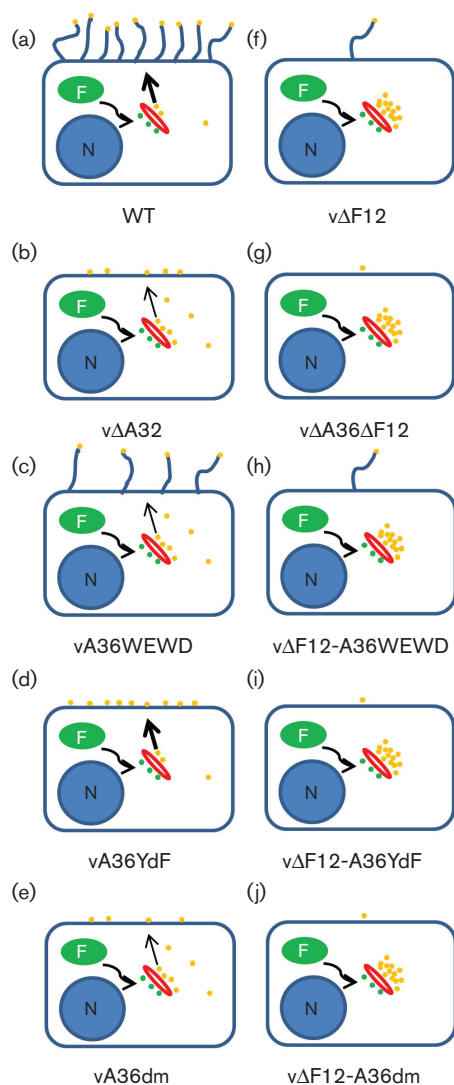 (a)
F
N
WT
(f)
F
N
vΔF12
(b)
F
N
vΔA32
(g)
F
N
vΔA36ΔF12
(c)
F
N
vA36WEWD
(h)
F
N
vΔF12-A36WEWD
(d)
F
N
vA36YdF
(i)
F
N
vΔF12-A36YdF
(e)
F
N
vA36dm
(j)
F
N
vΔF12-A36dm